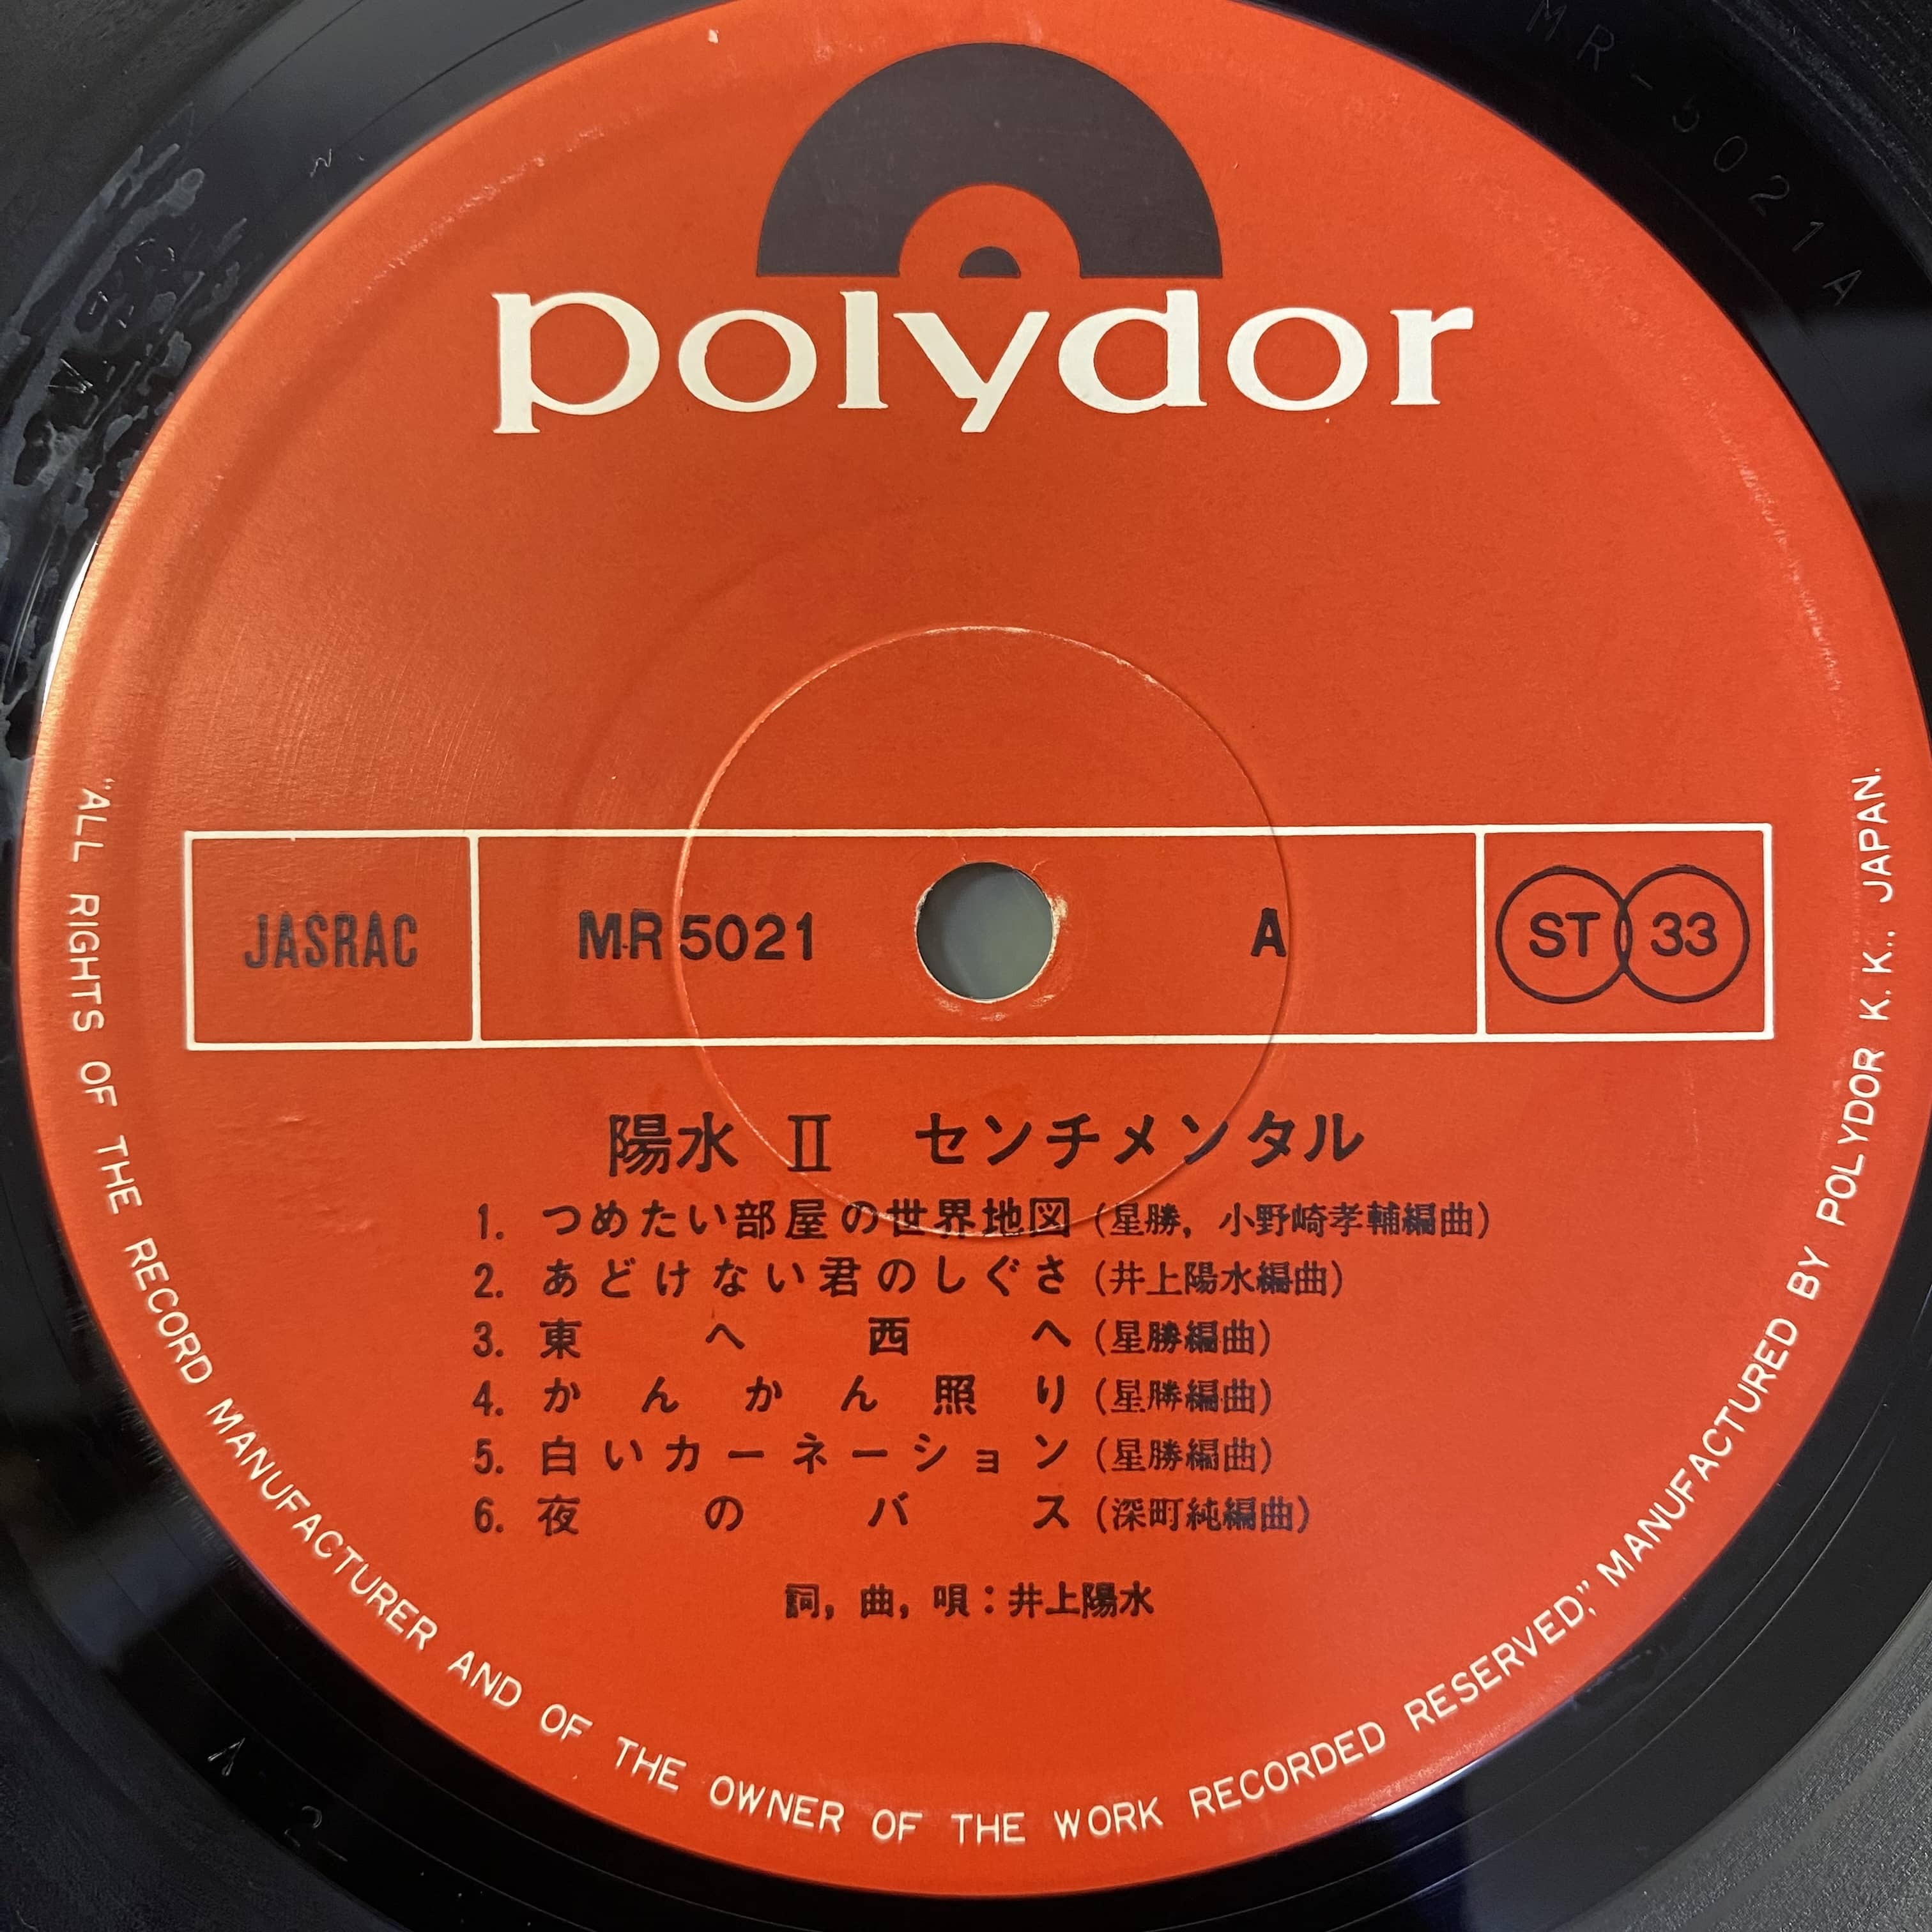 MR-5021A
polydor
JASRAC
MR 5021
A
ST 33
陽水 II センチメンタル
1. つめたい部屋の世界地図 (星勝, 小野崎孝輔編曲)
2. あどけない君のしぐさ (井上陽水編曲)
3. 東へ西へ (星勝編曲)
4. かんかん照り (星勝編曲)
5. 白いカーネーション (星勝編曲)
6. 夜のバス (深町純編曲)
詞, 曲, 唄：井上陽水
"ALL RIGHTS OF THE RECORD MANUFACTURER AND OF THE OWNER OF THE WORK RECORDED RESERVED," MANUFACTURED BY POLYDOR K. K., JAPAN.
A 2